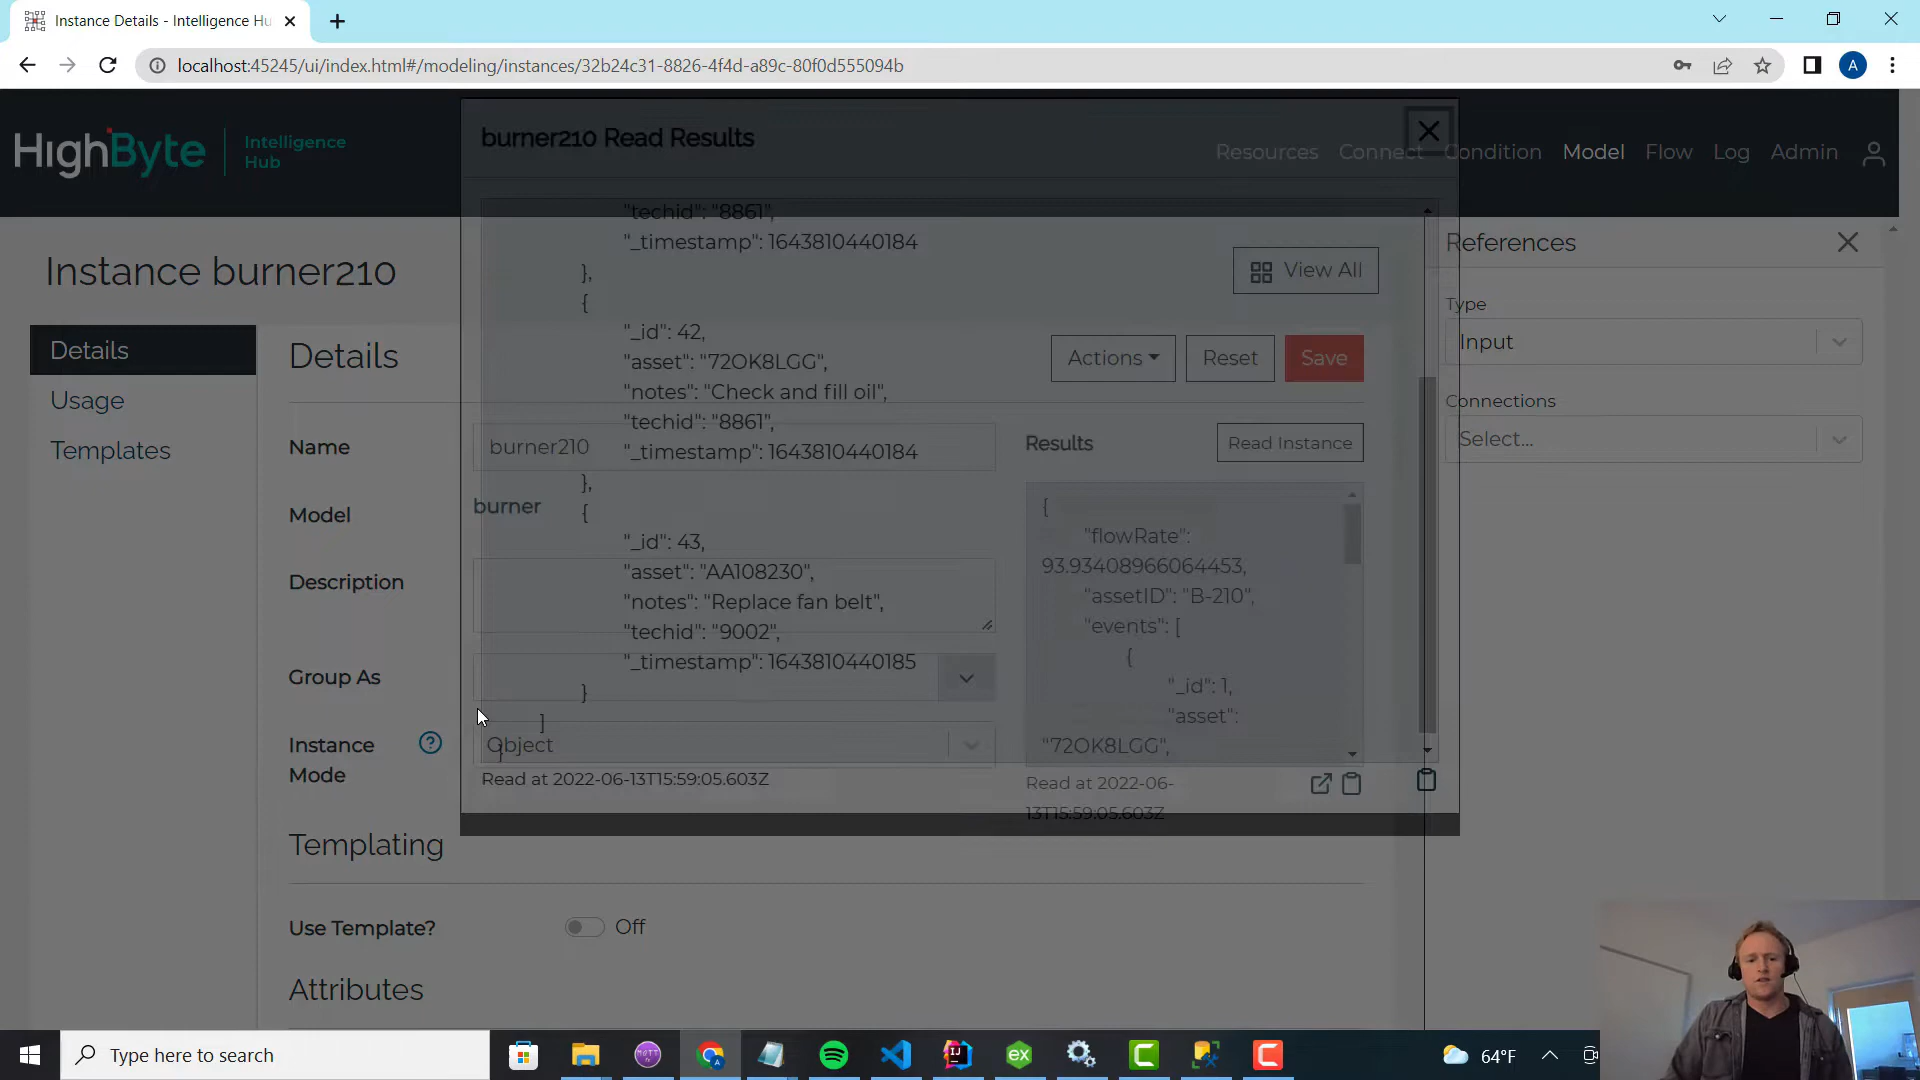 Instance Details - Intelligence Hu
localhost:45245/ui/index.html#/modeling/instances/32b24c31-8826-4f4d-a89c-80f0d555094b
A
HighByte
Intelligence
Hub
Resources Connect Condition Model Flow Log Admin
burner210 Read Results
"techid": "8861",
"_timestamp": 1643810440184
},
{
"_id": 42,
"asset": "72OK8LGG",
"notes": "Check and fill oil",
"techid": "8861",
"_timestamp": 1643810440184
},
{
"_id": 43,
"asset": "AA108230",
"notes": "Replace fan belt",
"techid": "9002",
"_timestamp": 1643810440185
}
]
}
Read at 2022-06-13T15:59:05.603Z
Instance burner210
View All
Details
Usage
Templates
Details
Actions
Reset
Save
Name
burner210
Model
burner
Description
Group As
Instance
Mode
?
Object
Results
Read Instance
{
"flowRate":
93.93408966064453,
"assetID": "B-210",
"events": [
{
"_id": 1,
"asset":
"72OK8LGG",
Read at 2022-06-
13T15:59:05.603Z
Templating
Use Template?
Off
Attributes
References
Type
Input
Connections
Select...
Type here to search
64°F